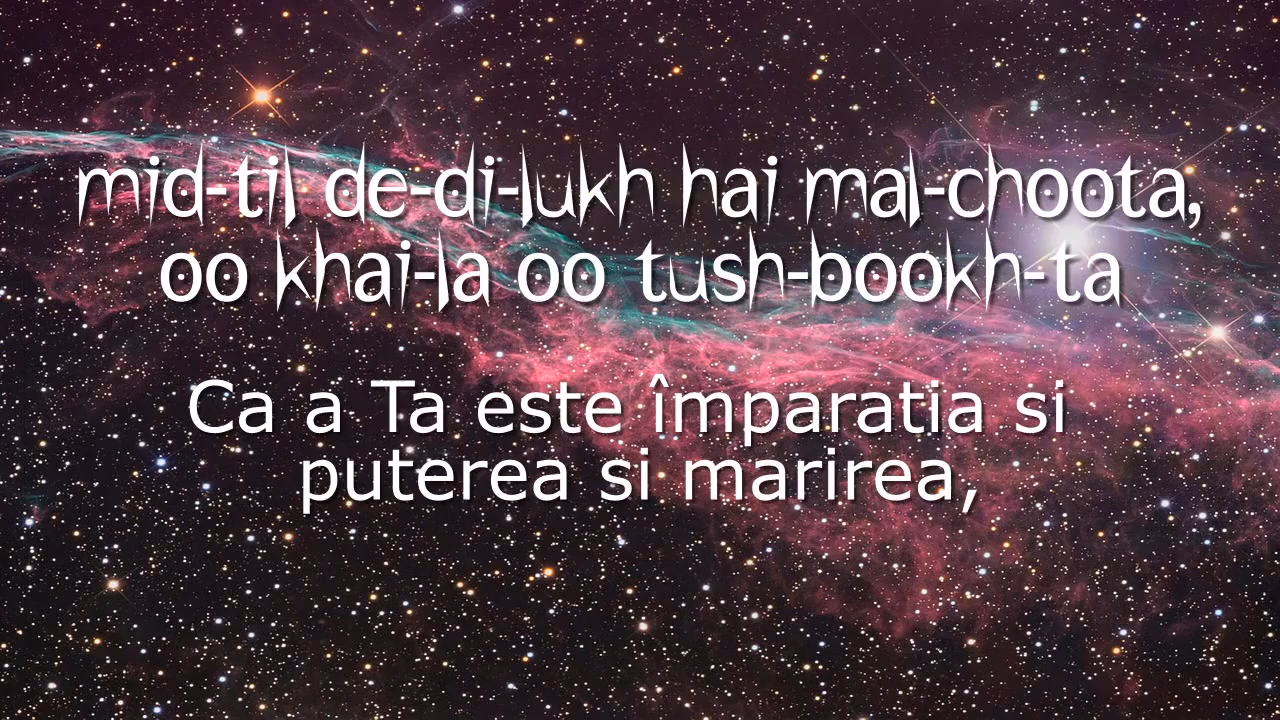 mid-til de-di-lukh hai mal-choota,
oo khai-la oo tush-bookh-ta
Ca a Ta este împaratia si
puterea si marirea,